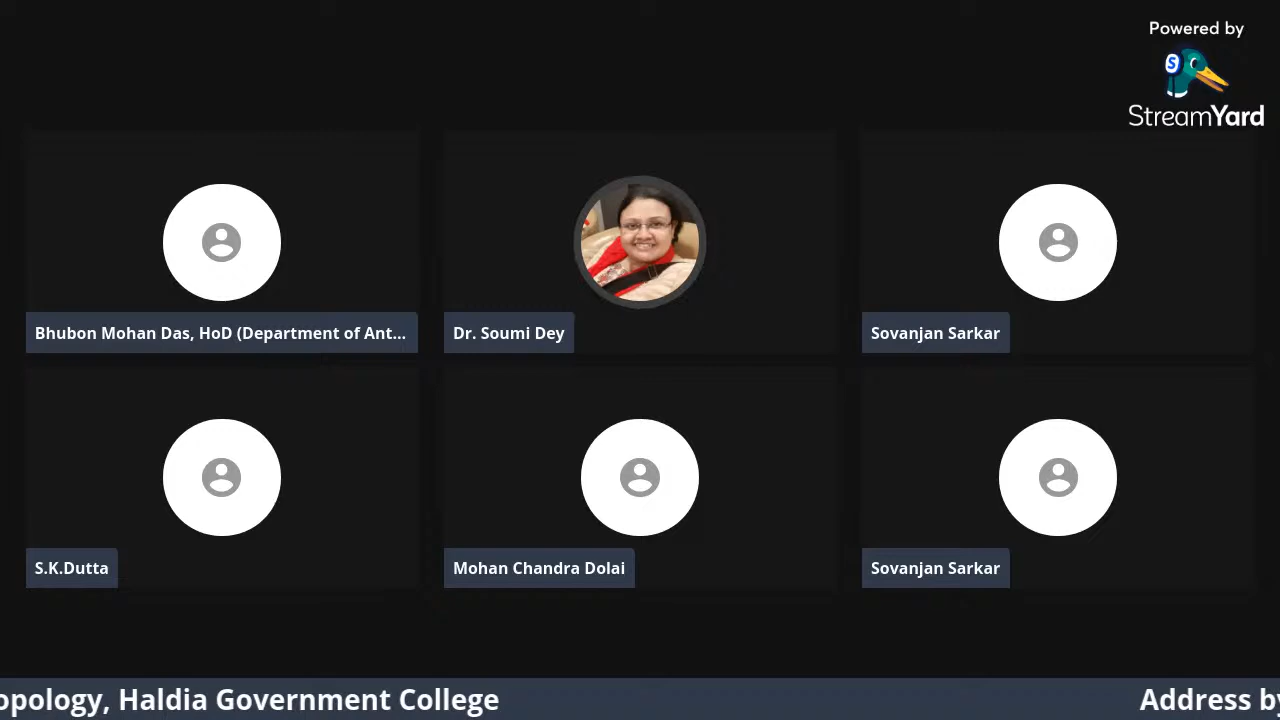 Powered by
S
StreamYard
Bhubon Mohan Das, HoD (Department of Ant...
Dr. Soumi Dey
Sovanjan Sarkar
S.K.Dutta
Mohan Chandra Dolai
Sovanjan Sarkar
opology, Haldia Government College
Address by